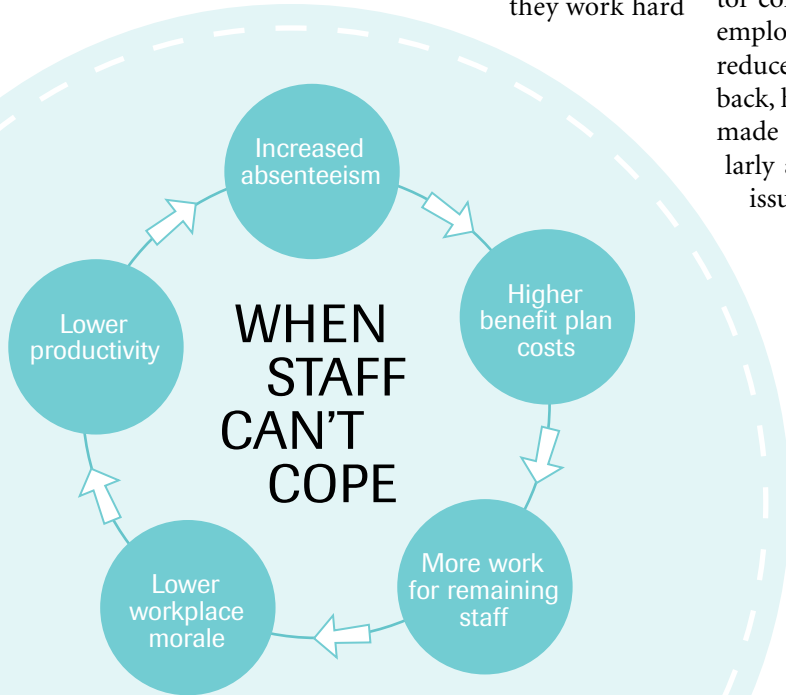 they work hard
tor
emplo
reduce
back,
made
larly
issu
Increased
absenteeism
Higher
benefit plan
costs
More work
for remaining
staff
Lower
workplace
morale
Lower
productivity
WHEN
STAFF
CAN'T
COPE